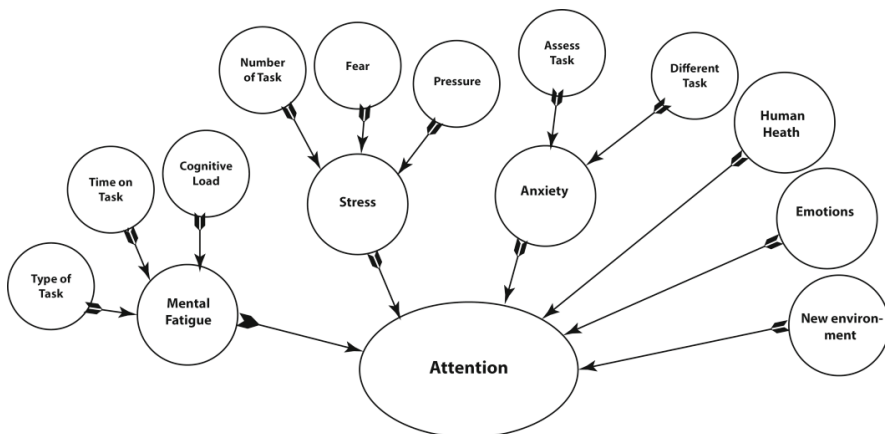 Number
of Task
Fear
Pressure
Assess
Task
Different
Task
Human
Heath
Time on
Task
Cognitive
Load
Stress
Anxiety
Emotions
Type of
Task
Mental
Fatigue
New environ-
ment
Attention